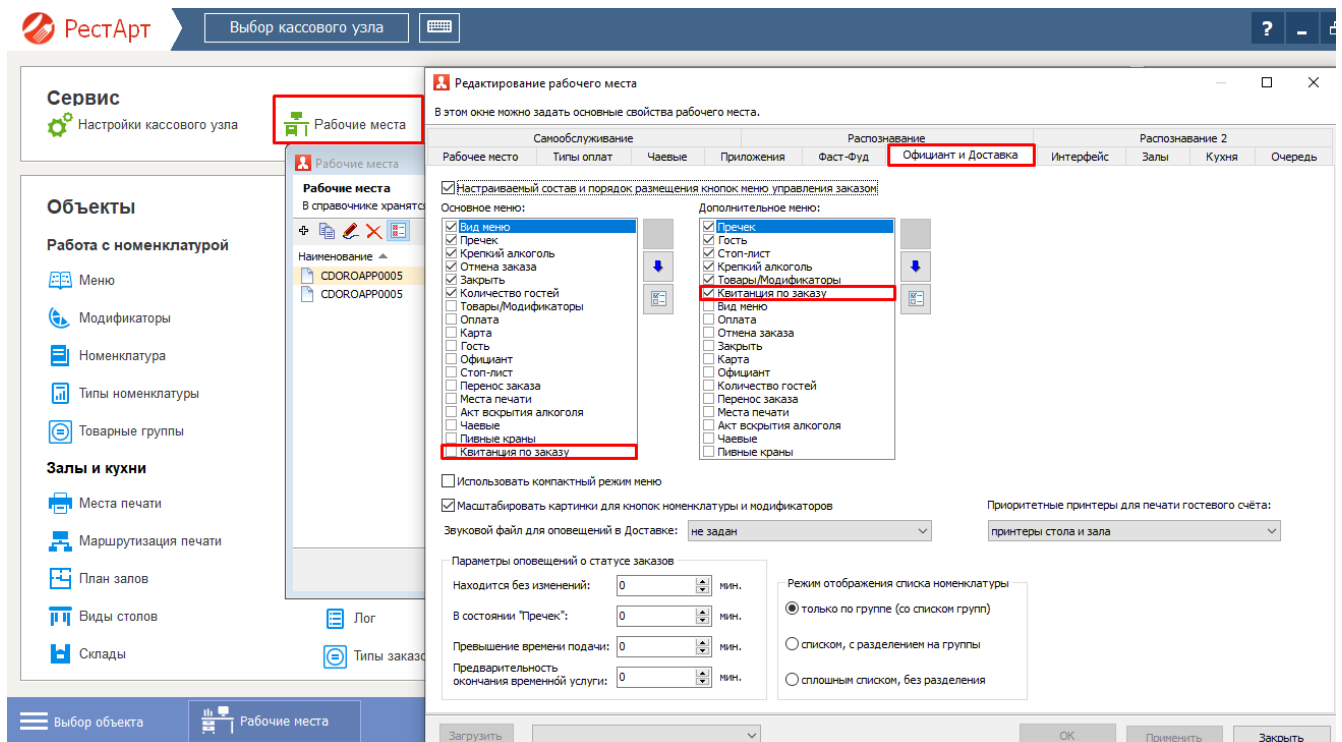 РестАрт
Выбор кассового узла
?
Сервис
Настройки кассового узла
Рабочие места
Объекты
Работа с номенклатурой
Меню
Модификаторы
Номенклатура
Типы номенклатуры
Товарные группы
Залы и кухни
Места печати
Маршрутизация печати
План залов
Виды столов
Склады
Лог
Типы заказо
Рабочие места
Рабочие места
В справочнике хранятс
Наименование
CDOROAPP0005
CDOROAPP0005
Редактирование рабочего места
В этом окне можно задать основные свойства рабочего места.
Самообслуживание Распознавание Распознавание 2
Рабочее место Типы оплат Чаевые Приложения Фаст-Фуд Официант и Доставка Интерфейс Залы Кухня Очередь
Настраиваемый состав и порядок размещения кнопок меню управления заказом
Основное меню:
Вид меню
Пречек
Крепкий алкоголь
Отмена заказа
Закрыть
Количество гостей
Товары/Модификаторы
Оплата
Карта
Гость
Официант
Стоп-лист
Перенос заказа
Места печати
Акт вскрытия алкоголя
Чаевые
Пивные краны
Квитанция по заказу
Дополнительное меню:
Пречек
Гость
Стоп-лист
Крепкий алкоголь
Товары/Модификаторы
Квитанция по заказу
Вид меню
Оплата
Отмена заказа
Закрыть
Карта
Официант
Количество гостей
Перенос заказа
Места печати
Акт вскрытия алкоголя
Чаевые
Пивные краны
Использовать компактный режим меню
Масштабировать картинки для кнопок номенклатуры и модификаторов
Звуковой файл для оповещений в Доставке: не задан
Приоритетные принтеры для печати гостевого счёта:
принтеры стола и зала
Параметры оповещений о статусе заказов
Находится без изменений: 0 мин.
В состоянии "Пречек": 0 мин.
Превышение времени подачи: 0 мин.
Предварительность
окончания временной услуги: 0 мин.
Режим отображения списка номенклатуры
только по группе (со списком групп)
списком, с разделением на группы
сплошным списком, без разделения
Загрузить ОК Применить Закрыть
Выбор объекта
Рабочие места